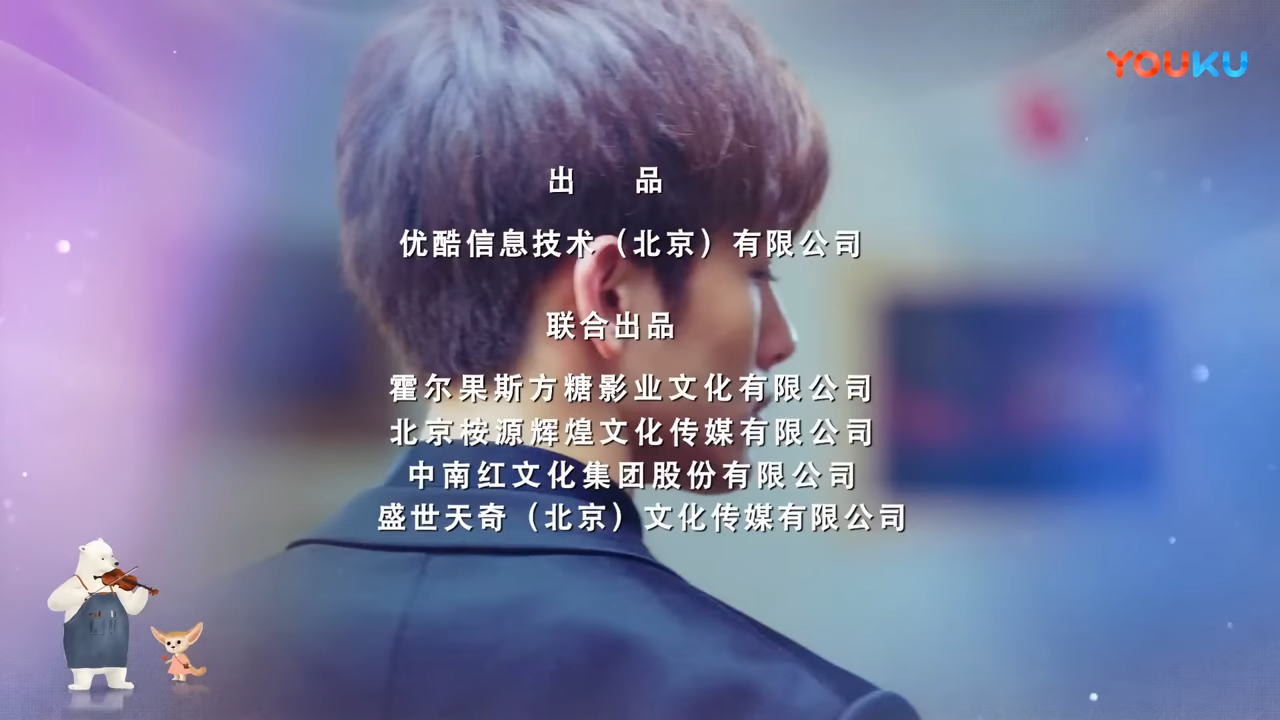 YOUKU
出 品
优酷信息技术（北京）有限公司
联合出品
霍尔果斯方糖影业文化有限公司
北京桉源辉煌文化传媒有限公司
中南红文化集团股份有限公司
盛世天奇（北京）文化传媒有限公司